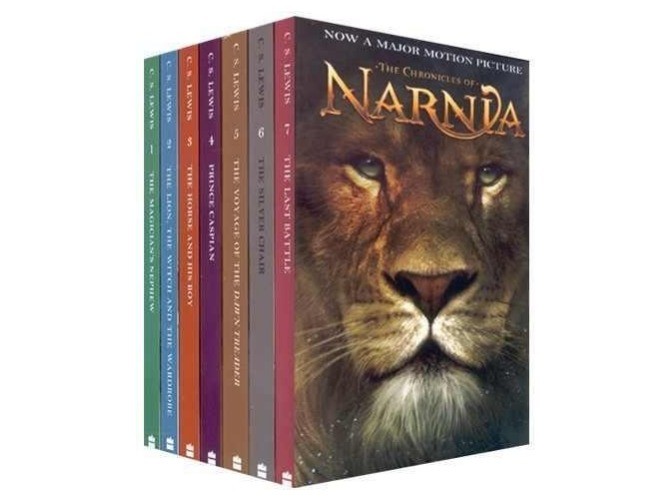 C. S. LEWIS 1 THE MAGICIAN'S NEPHEW
C. S. LEWIS 2 THE LION, THE WITCH AND THE WARDROBE
C. S. LEWIS 3 THE HORSE AND HIS BOY
C. S. LEWIS 4 PRINCE CASPIAN
C. S. LEWIS 5 THE VOYAGE OF THE DAWN TREADER
C. S. LEWIS 6 THE SILVER CHAIR
C. S. LEWIS 7 THE LAST BATTLE
NOW A MAJOR MOTION PICTURE
·THE CHRONICLES OF·
NARNIA